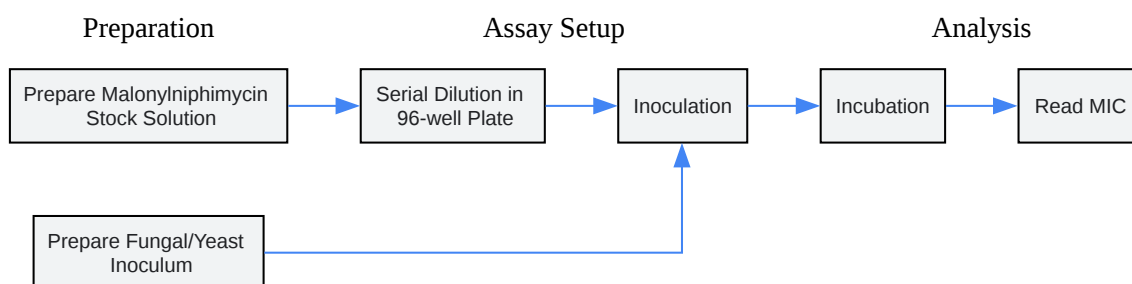 Preparation
Assay Setup
Analysis
Prepare Malonylniphimycin
Stock Solution
Serial Dilution in
96-well Plate
Inoculation
Incubation
Read MIC
Prepare Fungal/Yeast
Inoculum